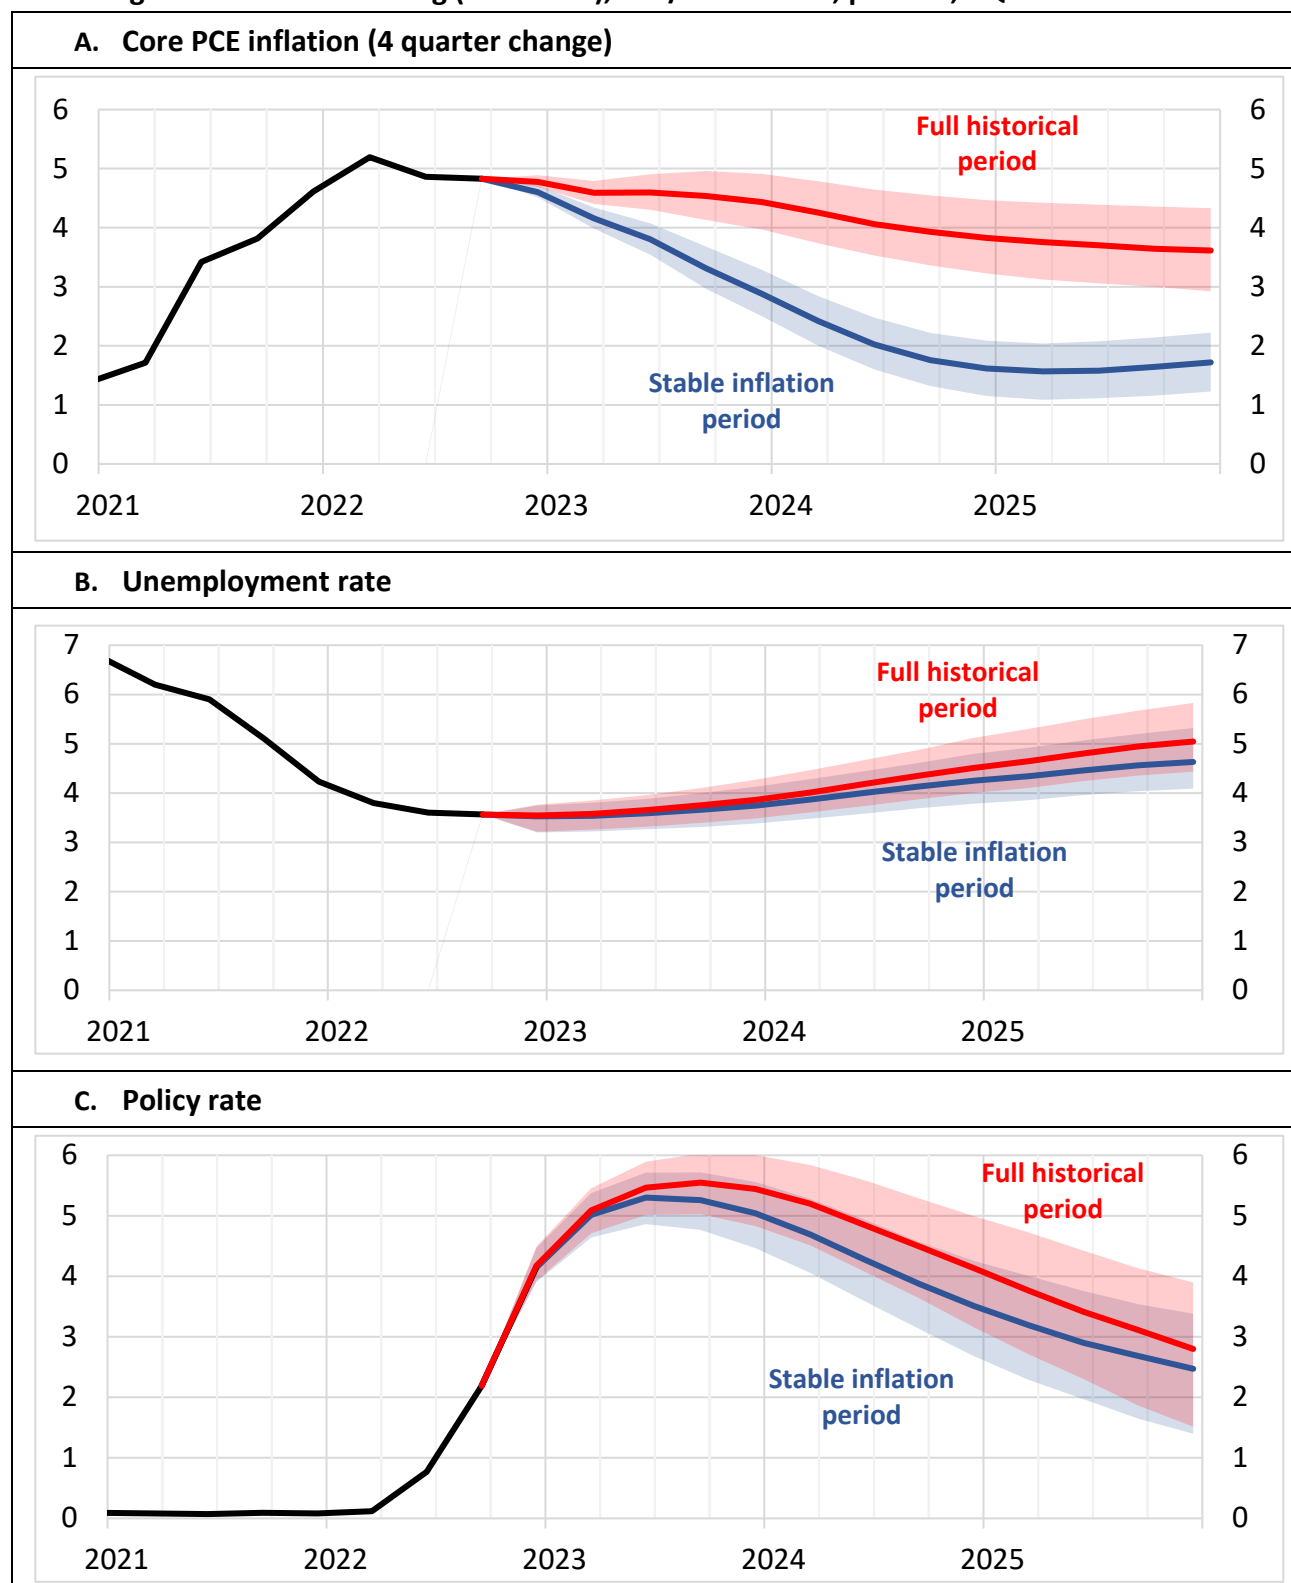 A. Core PCE inflation (4 quarter change)
6 6
Full historical
period
5 5
4 4
3 3
2 2
Stable inflation
period
1 1
0 0
2021 2022 2023 2024 2025
B. Unemployment rate
7 7
Full historical
period
6 6
5 5
4 4
3 3
Stable inflation
period
2 2
1 1
0 0
2021 2022 2023 2024 2025
C. Policy rate
6 6
Full historical
period
5 5
4 4
3 3
Stable inflation
period
2 2
1 1
0 0
2021 2022 2023 2024 2025